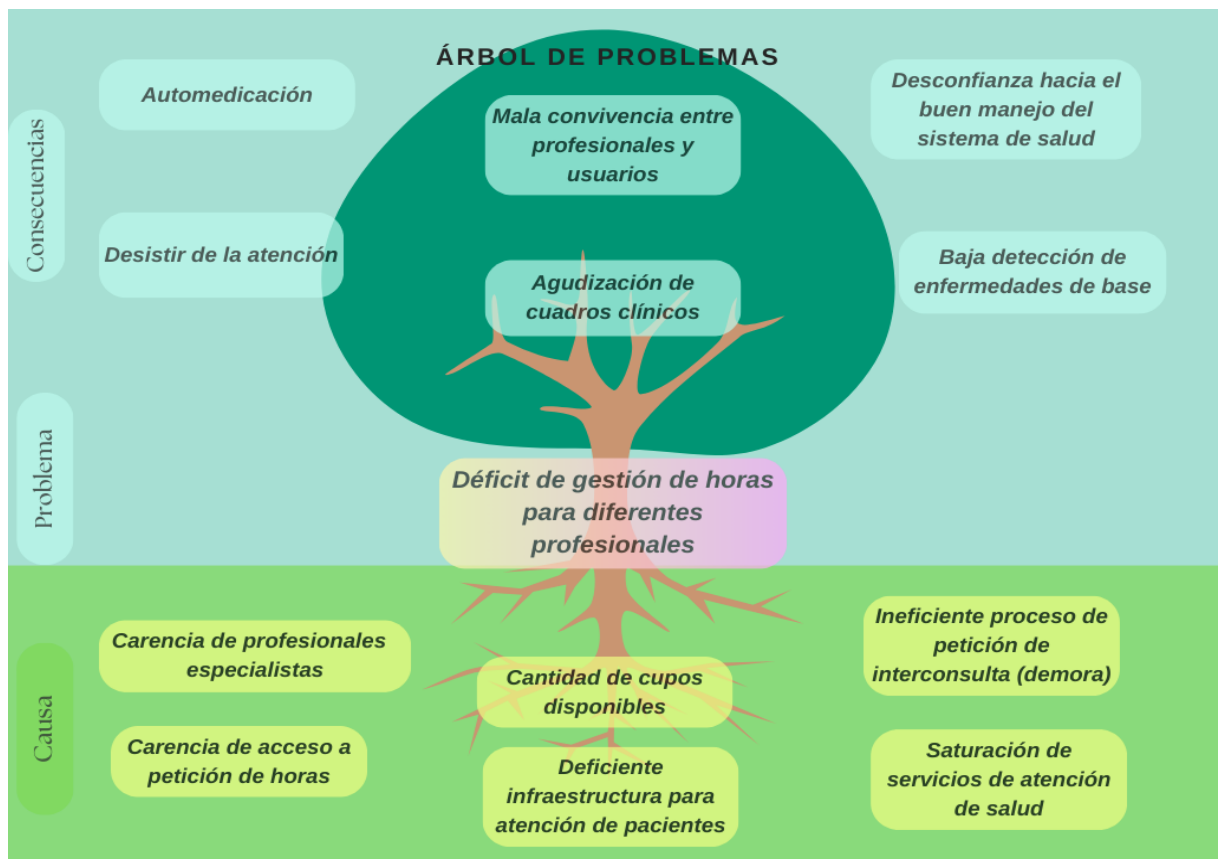 ÁRBOL DE PROBLEMAS
Consecuencias
Automedicación
Mala convivencia entre
profesionales y
usuarios
Desconfianza hacia el
buen manejo del
sistema de salud
Desistir de la atención
Agudización de
cuadros clínicos
Baja detección de
enfermedades de base
Problema
Déficit de gestión de horas
para diferentes
profesionales
Causa
Carencia de profesionales
especialistas
Cantidad de cupos
disponibles
Ineficiente proceso de
petición de
interconsulta (demora)
Carencia de acceso a
petición de horas
Deficiente
infraestructura para
atención de pacientes
Saturación de
servicios de atención
de salud